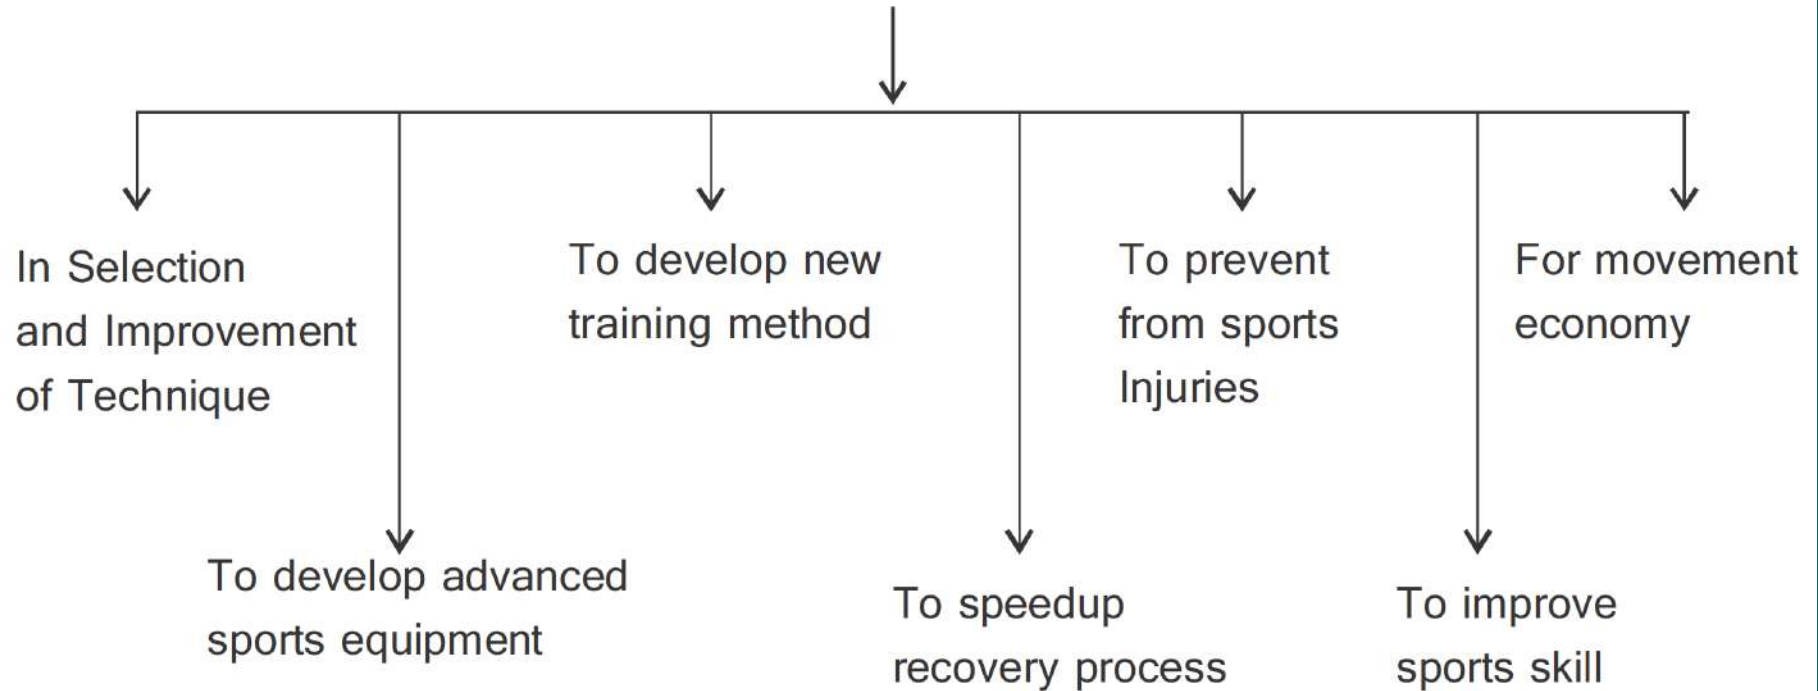 In Selection
and Improvement
of Technique
To develop new
training method
To prevent
from sports
Injuries
For movement
economy
To develop advanced
sports equipment
To speedup
recovery process
To improve
sports skill